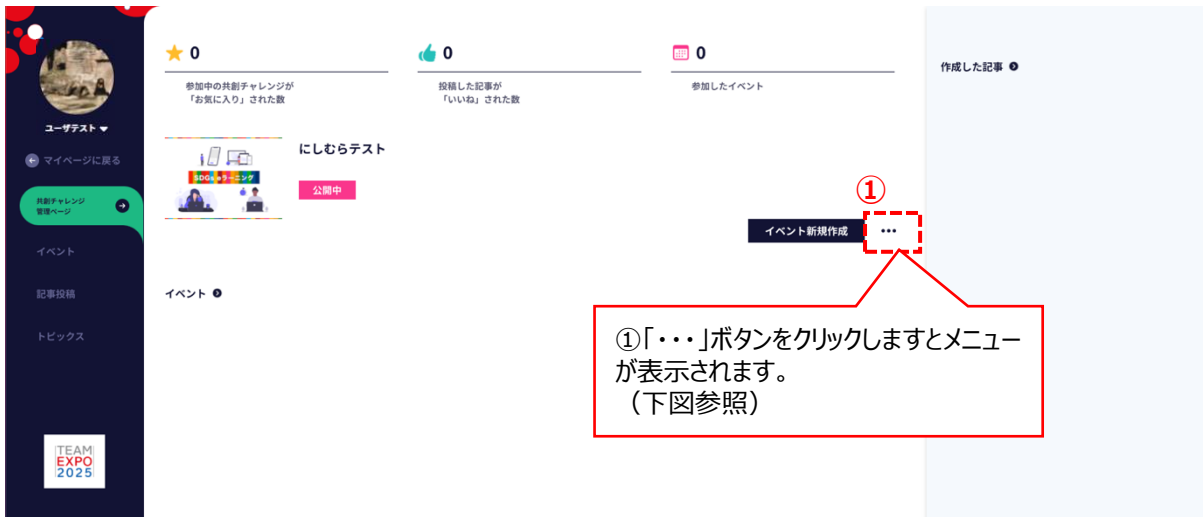 ユーザテスト
マイページに戻る
共創チャレンジ
管理ページ
イベント
記事投稿
トピックス
TEAM
EXPO
2025
0
参加中の共創チャレンジが
「お気に入り」された数
0
投稿した記事が
「いいね」された数
0
参加したイベント
SDGs eラーニング
にしむらテスト
公開中
①
イベント新規作成
•••
イベント
①「・・・」ボタンをクリックしますとメニュー
が表示されます。
（下図参照）
作成した記事